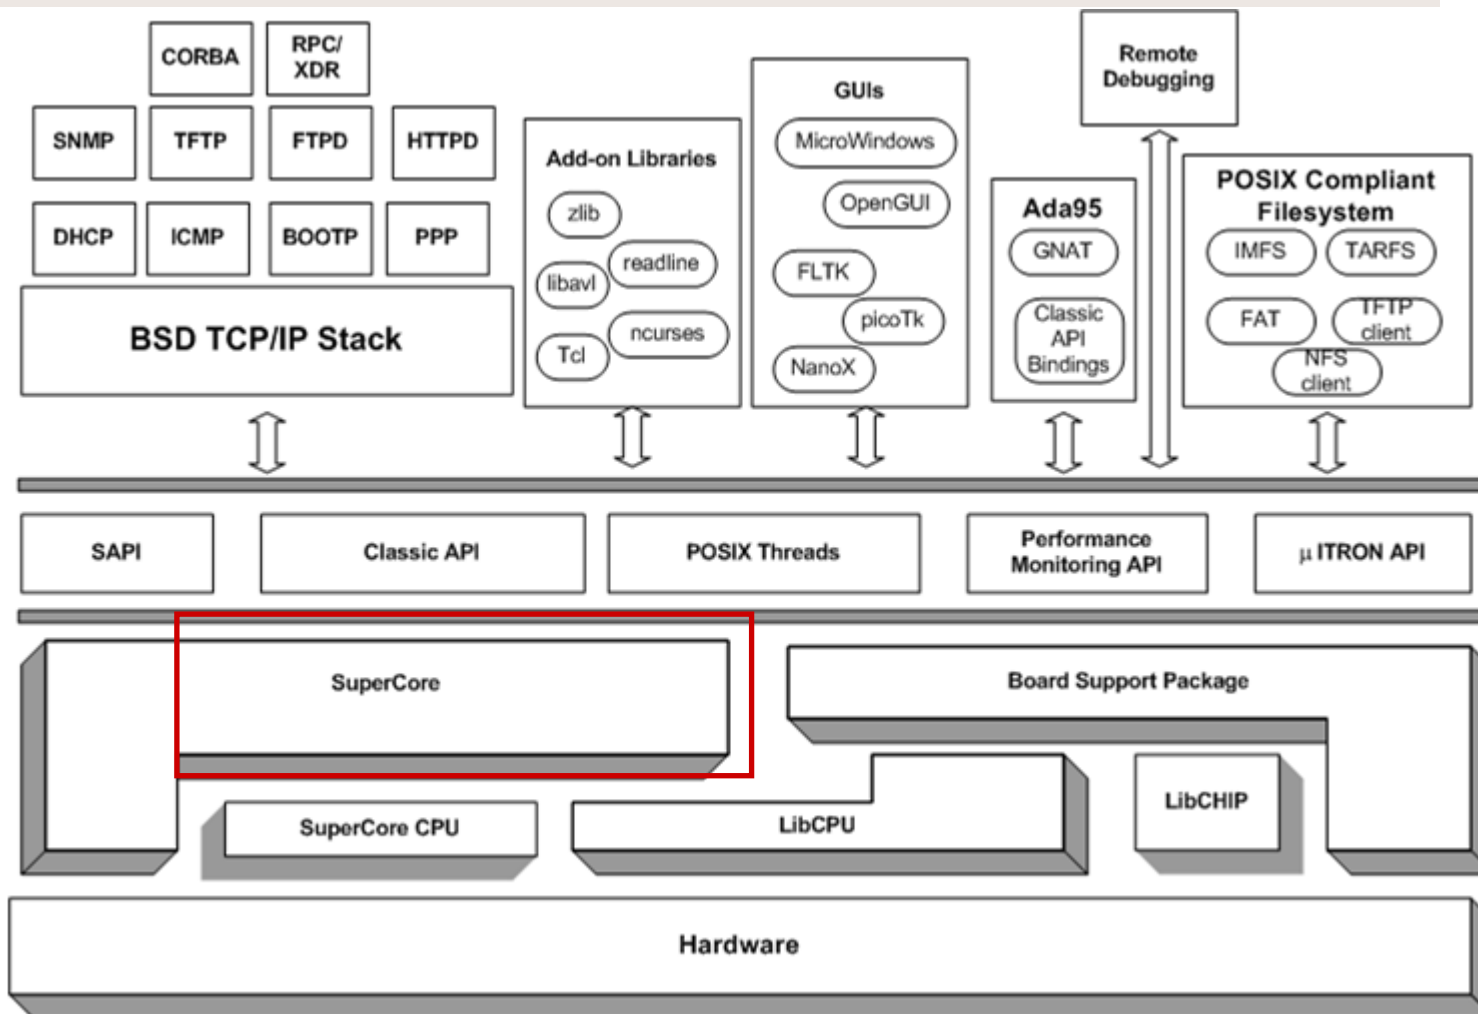 CORBA
RPC/
XDR
SNMP
TFTP
FTPD
HTTPD
DHCP
ICMP
BOOTP
PPP
BSD TCP/IP Stack
Add-on Libraries
zlib
readline
libavl
ncurses
Tcl
GUIs
MicroWindows
OpenGUI
FLTK
picoTk
NanoX
Ada95
GNAT
Classic
API
Bindings
Remote
Debugging
POSIX Compliant
Filesystem
IMFS
TARFS
FAT
TFTP
client
NFS
client
SAPI
Classic API
POSIX Threads
Performance
Monitoring API
μ ITRON API
SuperCore
Board Support Package
SuperCore CPU
LibCPU
LibCHIP
Hardware